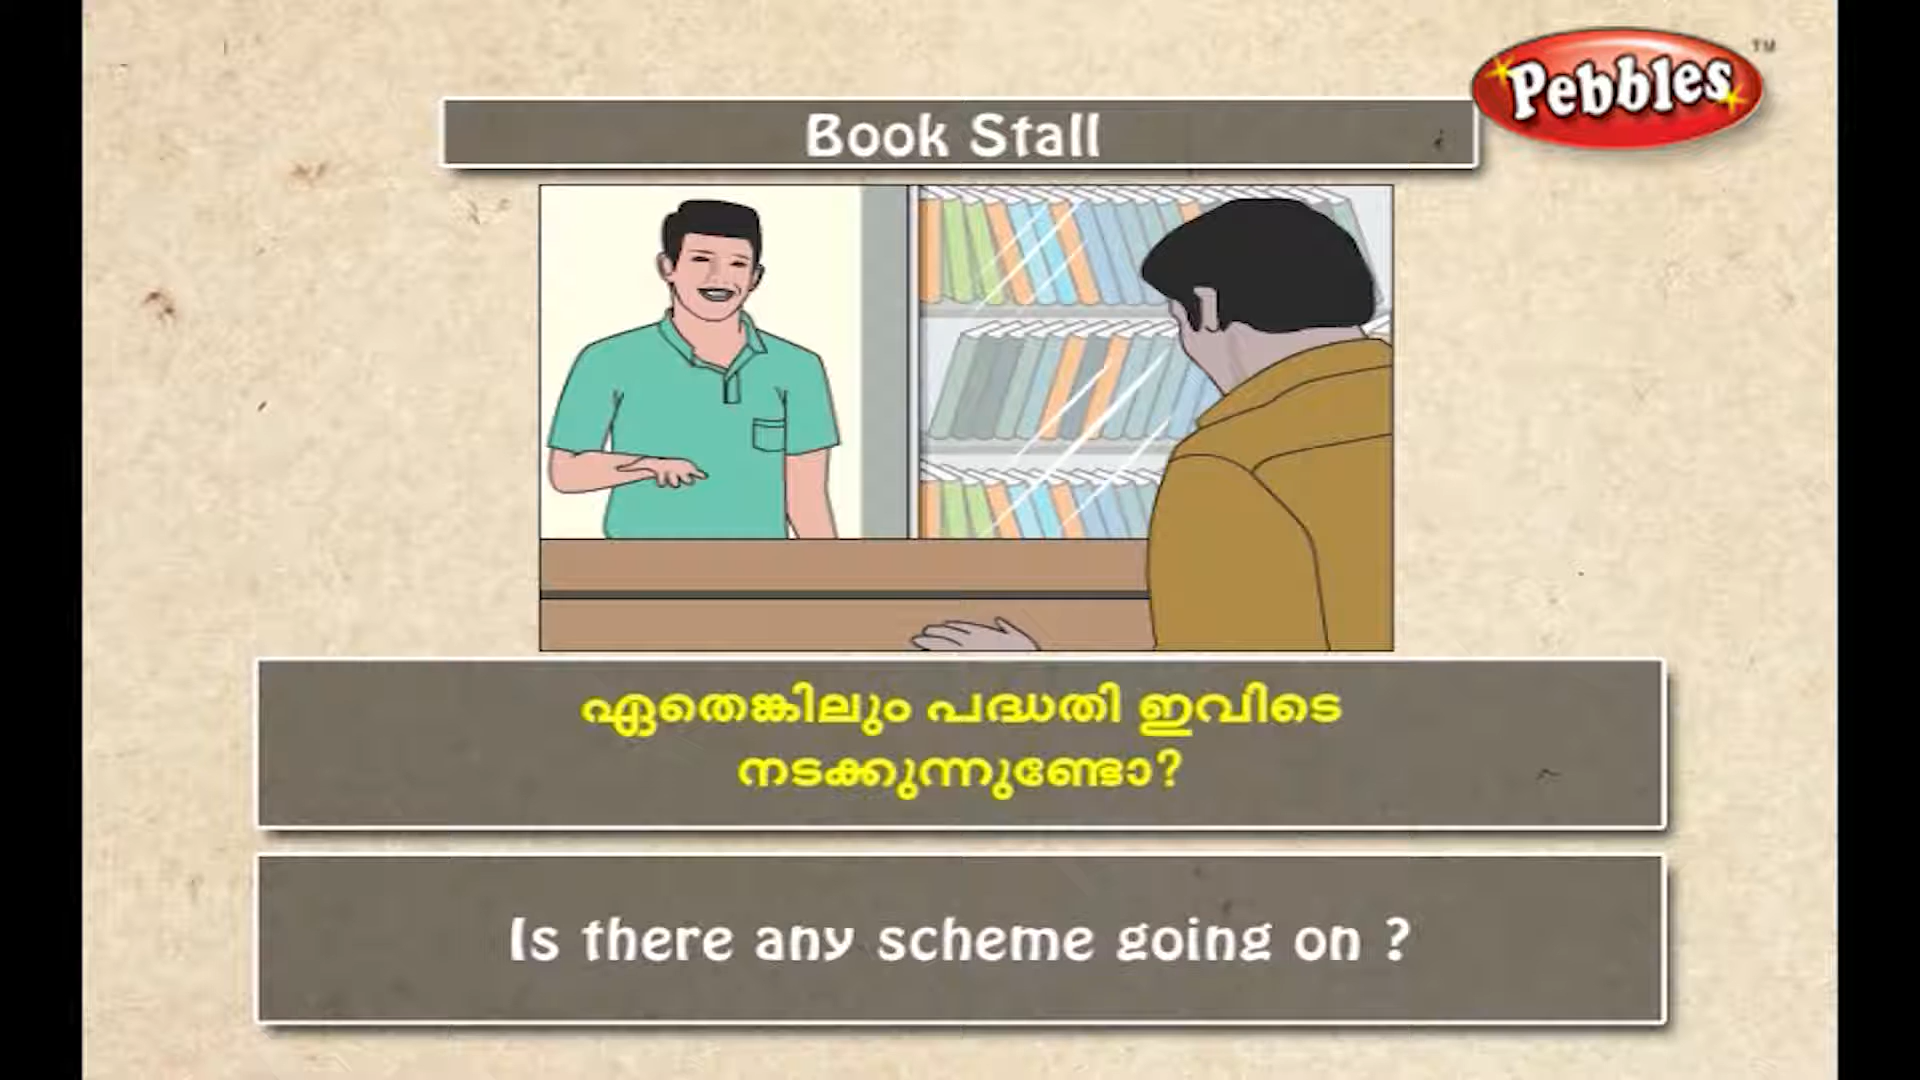 Pebbles TM
Book Stall
ഏതെങ്കിലും പദ്ധതി ഇവിടെ
നടക്കുന്നുണ്ടോ?
Is there any scheme going on ?